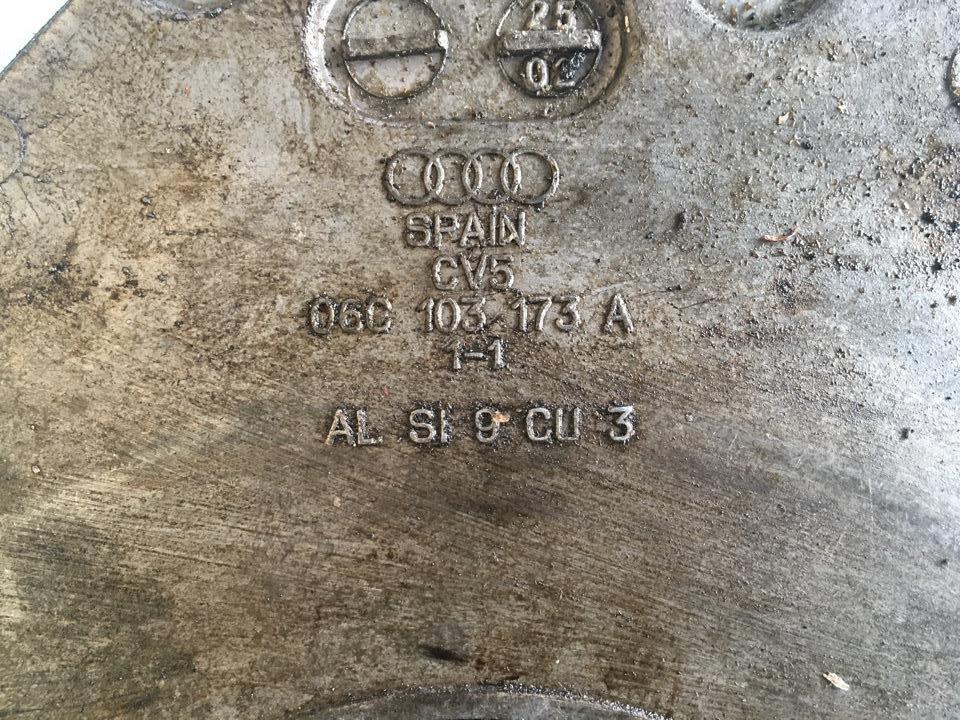 25
02
SPAIN
CV5
06C 103 173 A
1-1
AL SI 9 CU 3